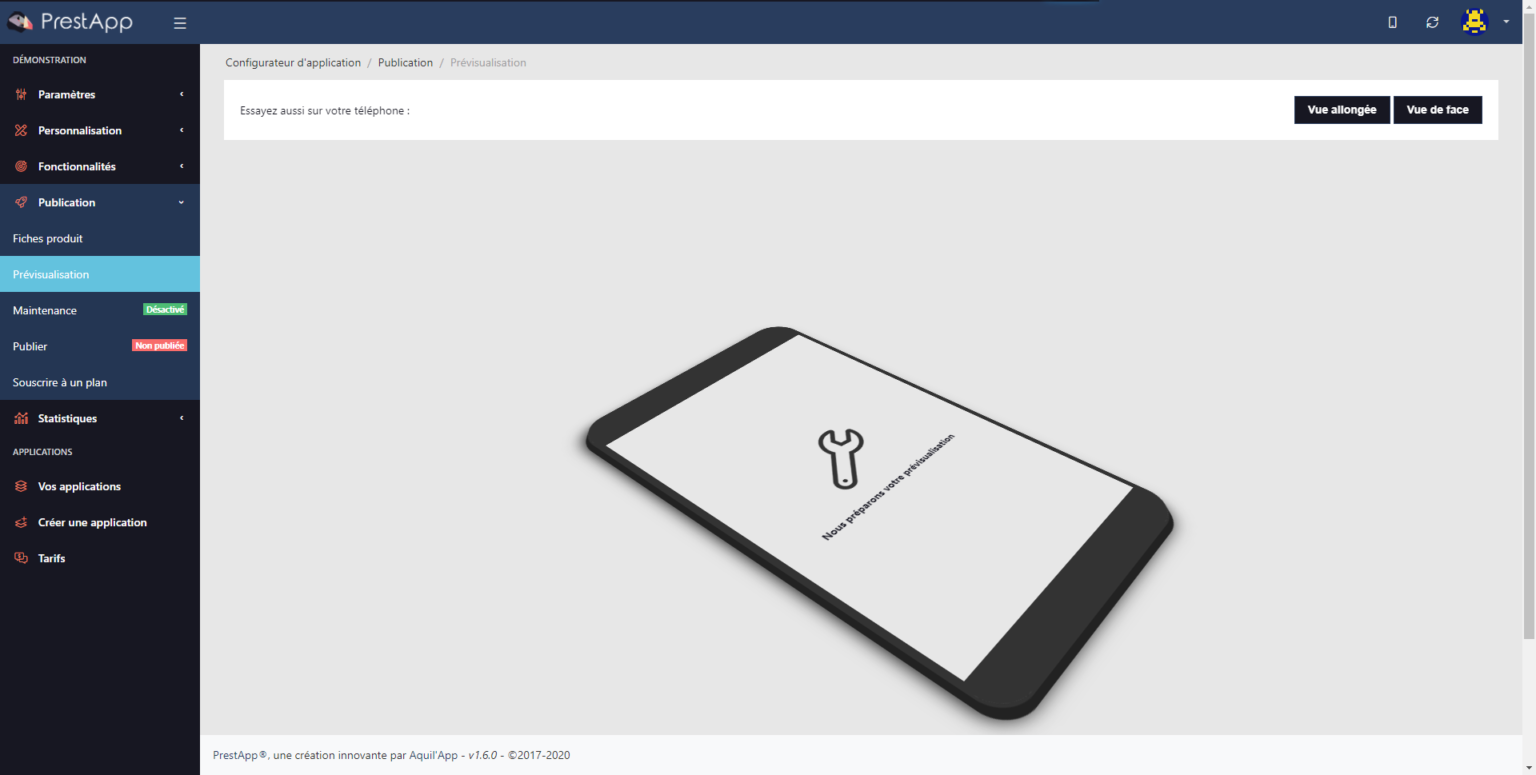 PrestApp
DÉMONSTRATION
Paramètres
Personnalisation
Fonctionnalités
Publication
Fiches produit
Prévisualisation
Maintenance Désactivé
Publier Non publiée
Souscrire à un plan
Statistiques
APPLICATIONS
Vos applications
Créer une application
Tarifs
Configurateur d'application / Publication / Prévisualisation
Essayez aussi sur votre téléphone :
Vue allongée Vue de face
Nous préparons votre prévisualisation
PrestApp®, une création innovante par Aquil'App - v1.6.0 - ©2017-2020